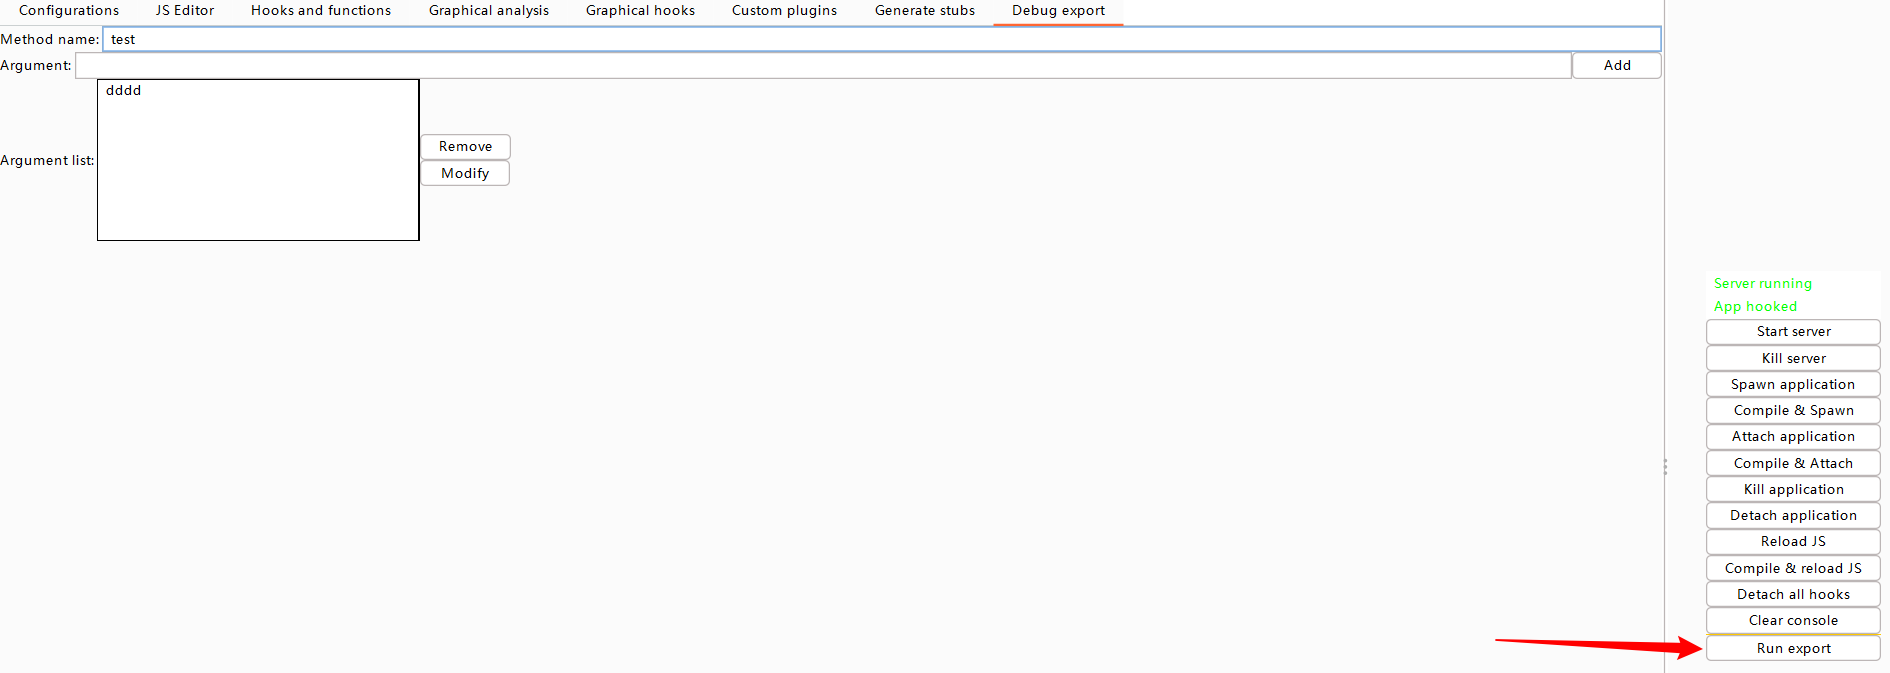 Configurations JS Editor Hooks and functions Graphical analysis Graphical hooks Custom plugins Generate stubs Debug export
Method name: test
Argument: Add
dddd
Argument list:
Remove
Modify
Server running
App hooked
Start server
Kill server
Spawn application
Compile & Spawn
Attach application
Compile & Attach
Kill application
Detach application
Reload JS
Compile & reload JS
Detach all hooks
Clear console
Run export